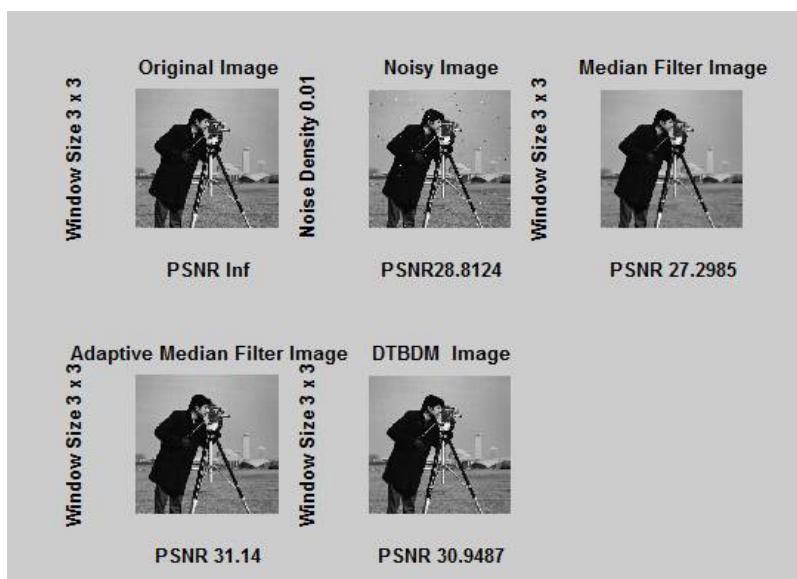 Original Image
Window Size 3 x 3
PSNR Inf
Noisy Image
Noise Density 0.01
PSNR28.8124
Median Filter Image
Window Size 3 x 3
PSNR 27.2985
Adaptive Median Filter Image
Window Size 3 x 3
PSNR 31.14
DTBDM Image
Window Size 3 x 3
PSNR 30.9487